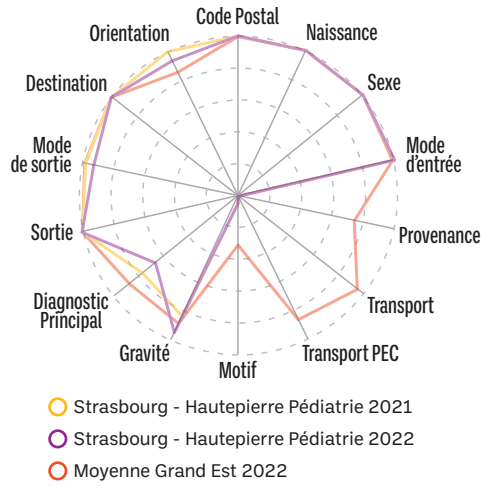 Code Postal
Naissance
Sexe
Mode
d'entrée
Provenance
Transport
Transport PEC
Motif
Gravité
Diagnostic
Principal
Sortie
Mode
de sortie
Destination
Orientation
Strasbourg - Hautepierre Pédiatrie 2021
Strasbourg - Hautepierre Pédiatrie 2022
Moyenne Grand Est 2022